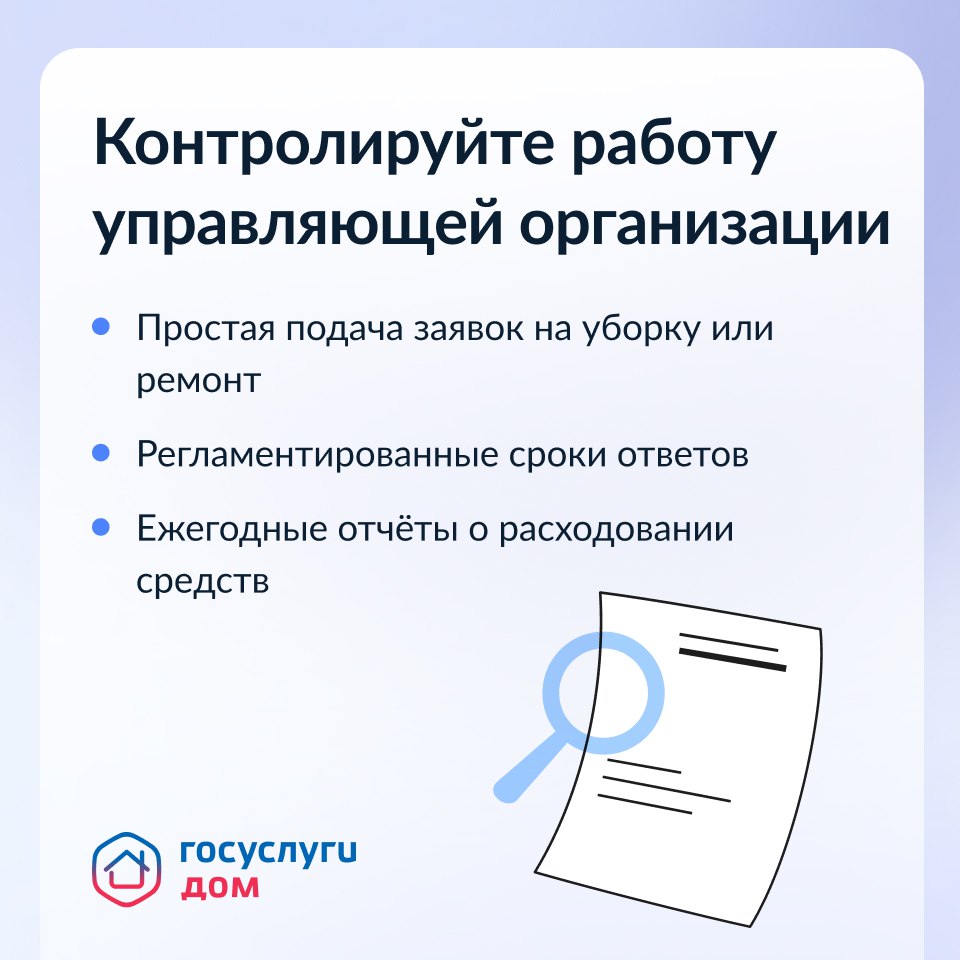 Контролируйте работу
управляющей организации
Простая подача заявок на уборку или
ремонт
Регламентированные сроки ответов
Ежегодные отчёты о расходовании
средств
госуслуги
дом